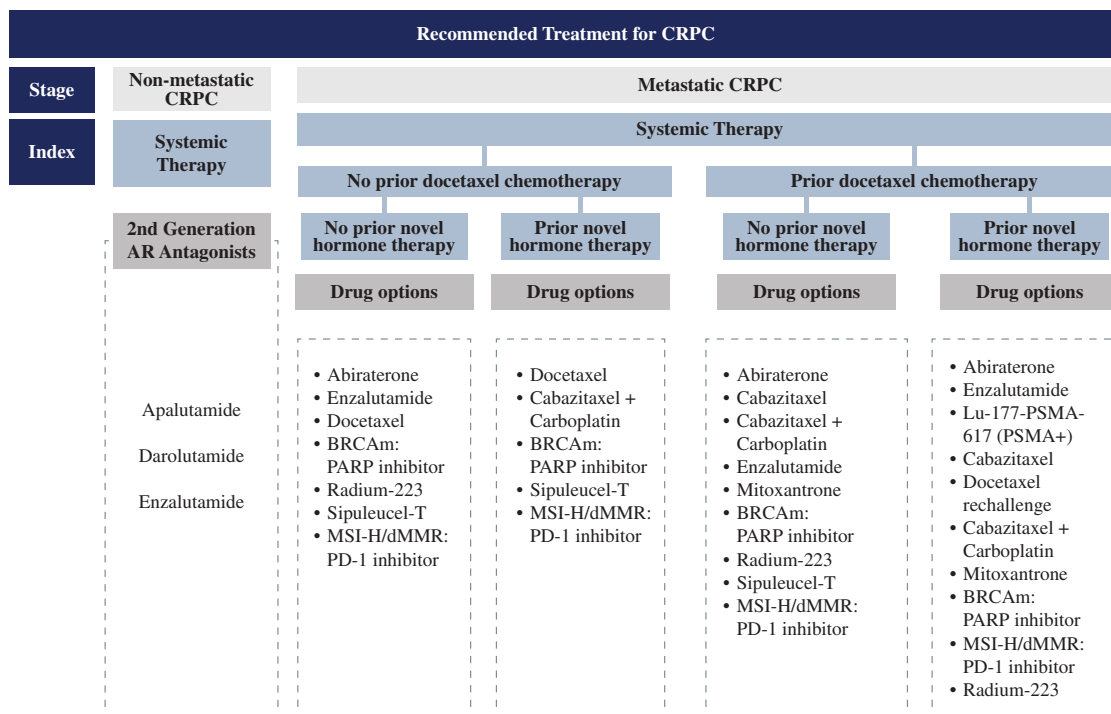 Recommended Treatment for CRPC
Stage
Non-metastatic
CRPC
Metastatic CRPC
Index
Systemic
Therapy
Systemic Therapy
No prior docetaxel chemotherapy
Prior docetaxel chemotherapy
2nd Generation
AR Antagonists
No prior novel
hormone therapy
Prior novel
hormone therapy
No prior novel
hormone therapy
Prior novel
hormone therapy
Drug options
Drug options
Drug options
Drug options
Apalutamide
Darolutamide
Enzalutamide
• Abiraterone
• Enzalutamide
• Docetaxel
• BRCAm:
PARP inhibitor
• Radium-223
• Sipuleucel-T
• MSI-H/dMMR:
PD-1 inhibitor
• Docetaxel
• Cabazitaxel +
Carboplatin
• BRCAm:
PARP inhibitor
• Sipuleucel-T
• MSI-H/dMMR:
PD-1 inhibitor
• Abiraterone
• Cabazitaxel
• Cabazitaxel +
Carboplatin
• Enzalutamide
• Mitoxantrone
• BRCAm:
PARP inhibitor
• Radium-223
• Sipuleucel-T
• MSI-H/dMMR:
PD-1 inhibitor
• Abiraterone
• Enzalutamide
• Lu-177-PSMA-
617 (PSMA+)
• Cabazitaxel
• Docetaxel
rechallenge
• Cabazitaxel +
Carboplatin
• Mitoxantrone
• BRCAm:
PARP inhibitor
• MSI-H/dMMR:
PD-1 inhibitor
• Radium-223